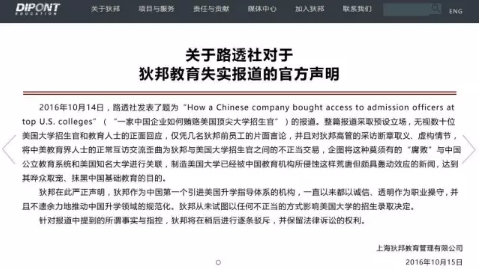 DIPONT
EDUCATION
关于狄邦
项目与服务
责任与贡献
媒体中心
加入狄邦
联系我们
ENG
关于路透社对于
狄邦教育失实报道的官方声明
2016年10月14日，路透社发表了题为“How a Chinese company bought access to admission officers at
top U.S. colleges”（“一家中国企业如何贿赂美国顶尖大学招生官”）的报道。整篇报道采取预设立场，无视数十位
美国大学招生官和教育人士的正面回应，仅凭几名狄邦前员工的片面言论，并且对狄邦高管的采访断章取义、虚构情节，
将中美教育界人士的正常互访交流歪曲为狄邦与美国大学招生官之间的不正当交易，企图将这种莫须有的“腐败”与中国
公立教育系统和美国知名大学进行关联，制造美国大学已经被中国教育机构所侵蚀这样荒唐但颇具轰动效应的新闻，达到
其哗众取宠、抹黑中国基础教育的目的。
狄邦在此严正声明，狄邦作为中国第一个引进美国升学指导体系的机构，一直以来都以诚信、透明作为职业操守，并
且不遗余力地推动中国升学领域的规范化。狄邦从未试图以任何不正当的方式影响美国大学的招生录取决定。
针对报道中提到的所谓事实与指控，狄邦将在稍后进行逐条驳斥，并保留法律诉讼的权利。
上海狄邦教育管理有限公司
2016年10月15日